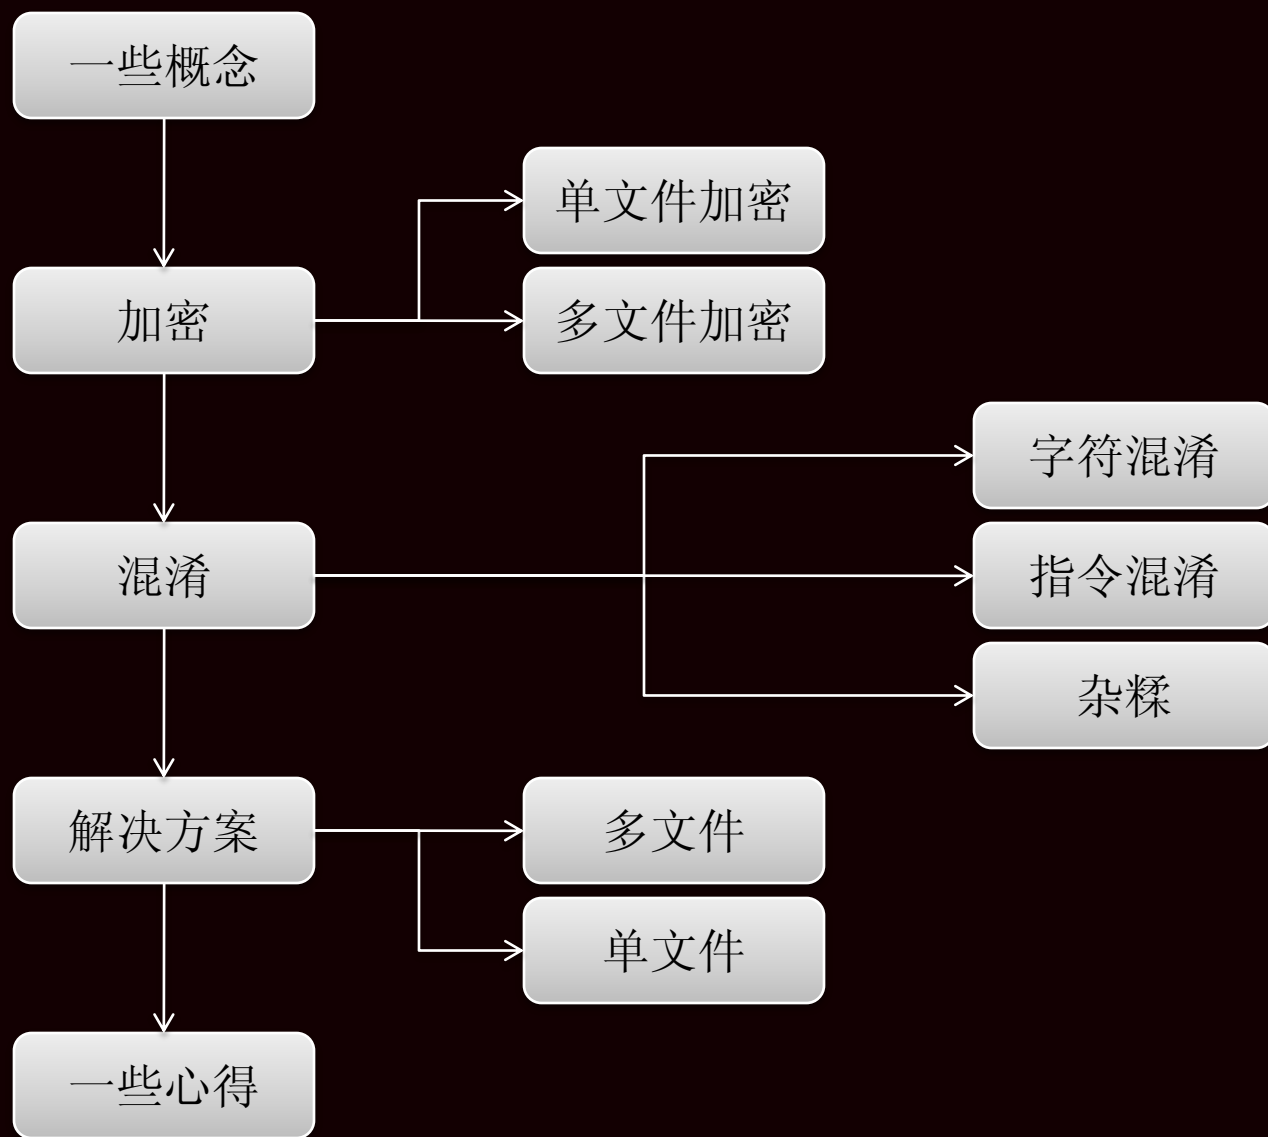 一些概念
单文件加密
加密
多文件加密
字符混淆
混淆
指令混淆
杂糅
解决方案
多文件
单文件
一些心得